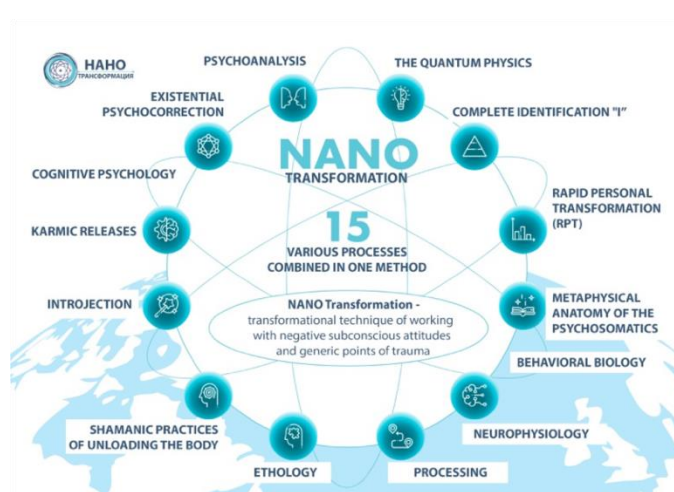 НАНО
ТРАНСФОРМАЦИЯ
PSYCHOANALYSIS
THE QUANTUM PHYSICS
EXISTENTIAL
PSYCHOCORRECTION
COMPLETE IDENTIFICATION "I"
NANO
TRANSFORMATION
COGNITIVE PSYCHOLOGY
RAPID PERSONAL
TRANSFORMATION
(RPT)
KARMIC RELEASES
15
VARIOUS PROCESSES
COMBINED IN ONE METHOD
INTROJECTION
NANO Transformation -
transformational technique of working
with negative subconscious attitudes
and generic points of trauma
METAPHYSICAL
ANATOMY OF THE
PSYCHOSOMATICS
BEHAVIORAL BIOLOGY
SHAMANIC PRACTICES
OF UNLOADING THE BODY
NEUROPHYSIOLOGY
ETHOLOGY
PROCESSING